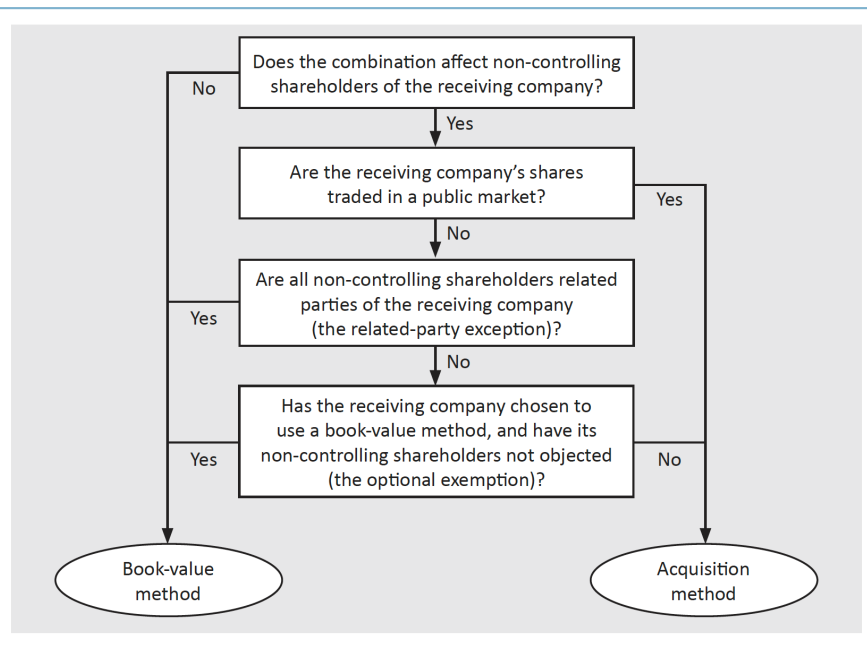 Does the combination affect non-controlling
shareholders of the receiving company?
No
Yes
Are the receiving company's shares
traded in a public market?
Yes
No
Are all non-controlling shareholders related
parties of the receiving company
(the related-party exception)?
Yes
No
Has the receiving company chosen to
use a book-value method, and have its
non-controlling shareholders not objected
(the optional exemption)?
Yes
No
Book-value
method
Acquisition
method